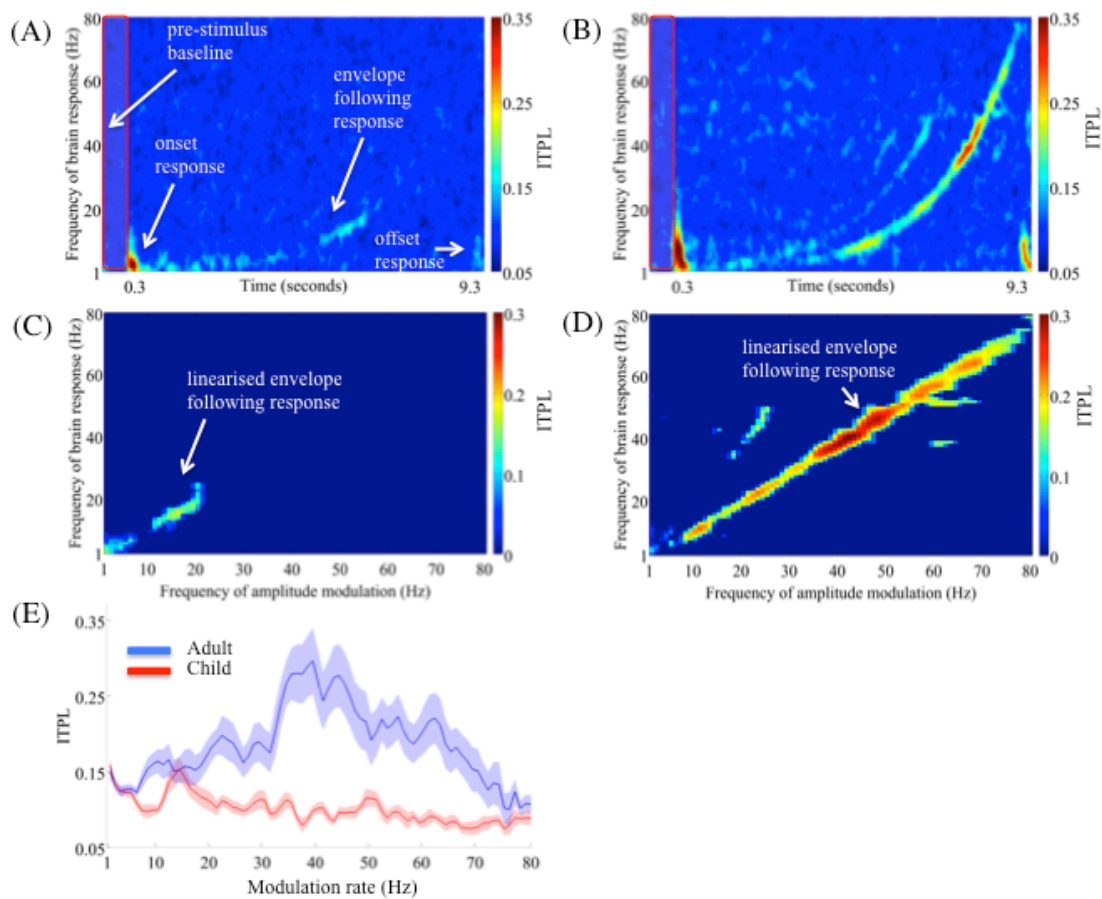 (A)
Frequency of brain response (Hz)
80
60
40
20
1
pre-stimulus
baseline
onset
response
envelope
following
response
offset
response
0.3
Time (seconds)
9.3
0.35
0.25
0.15
0.05
ITPL
(B)
Frequency of brain response (Hz)
80
60
40
20
1
0.3
Time (seconds)
9.3
0.35
0.25
0.15
0.05
ITPL
(C)
Frequency of brain response (Hz)
80
60
40
20
1
linearised envelope
following response
1
10
20
30
40
50
60
70
80
Frequency of amplitude modulation (Hz)
0.3
0.2
0.1
0
ITPL
(D)
Frequency of brain response (Hz)
80
60
40
20
1
linearised envelope
following response
1
10
20
30
40
50
60
70
80
Frequency of amplitude modulation (Hz)
0.3
0.2
0.1
0
ITPL
(E)
ITPL
0.35
0.25
0.15
0.05
Adult
Child
1
10
20
30
40
50
60
70
80
Modulation rate (Hz)